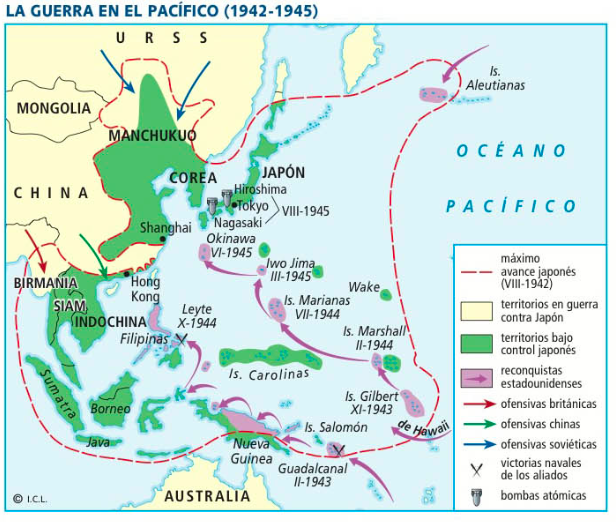 LA GUERRA EN EL PACÍFICO (1942-1945)
U R S S
Is.
Aleutianas
MONGOLIA
MANCHUKUO
OCÉANO
PACÍFICO
CHINA
COREA
JAPÓN
Hiroshima
Tokyo
Nagasaki
VIII-1945
Shanghai
Okinawa
VI-1945
Iwo Jima
III-1945
BIRMANIA
SIAM
Hong
Kong
INDOCHINA
Leyte
X-1944
Filipinas
Is. Marianas
VII-1944
Wake
Is. Marshall
II-1944
Is. Carolinas
Is. Gilbert
XI-1943
de Hawaii
Sumatra
Borneo
Java
Nueva
Guinea
Is. Salomón
Guadalcanal
II-1943
AUSTRALIA
© I.C.L.
máximo
avance japonés
(VIII-1942)
territorios en guerra
contra Japón
territorios bajo
control japonés
reconquistas
estadounidenses
ofensivas británicas
ofensivas chinas
ofensivas soviéticas
victorias navales
de los aliados
bombas atómicas